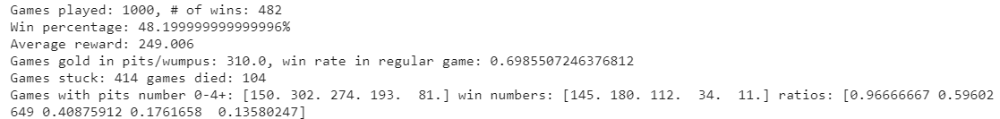 Games played: 1000, # of wins: 482
Win percentage: 48.199999999999996%
Average reward: 249.006
Games gold in pits/wumpus: 310.0, win rate in regular game: 0.6985507246376812
Games stuck: 414 games died: 104
Games with pits number 0-4+: [150. 302. 274. 193.  81.] win numbers: [145. 180. 112.  34.  11.] ratios: [0.96666667 0.59602
649 0.40875912 0.1761658  0.13580247]